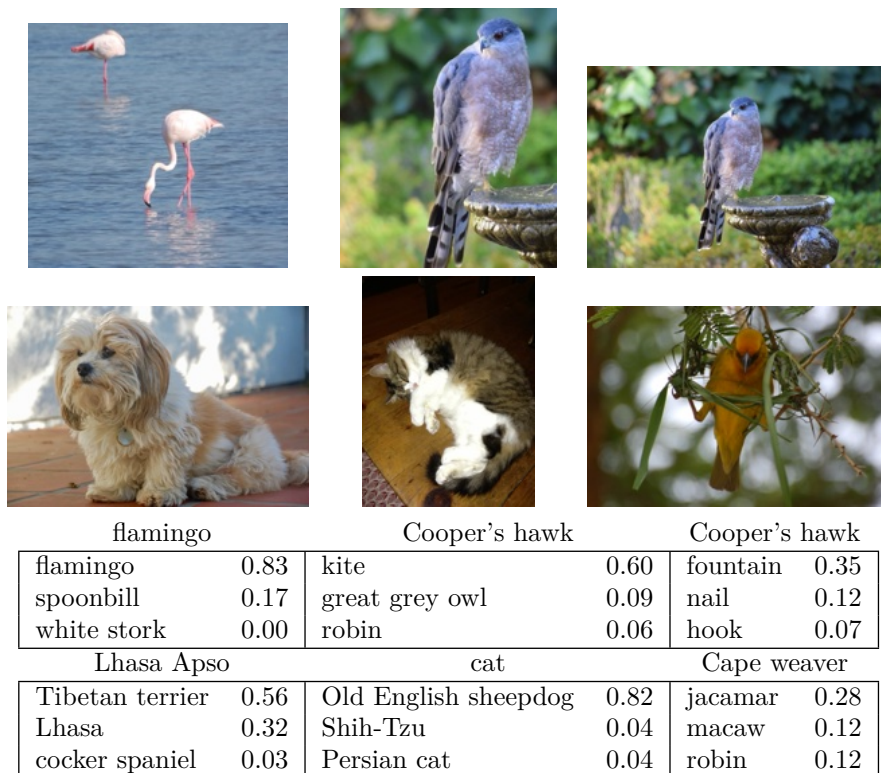 flamingo Cooper's hawk Cooper's hawk
flamingo 0.83 kite 0.60 fountain 0.35
spoonbill 0.17 great grey owl 0.09 nail 0.12
white stork 0.00 robin 0.06 hook 0.07
Lhasa Apso cat Cape weaver
Tibetan terrier 0.56 Old English sheepdog 0.82 jacamar 0.28
Lhasa 0.32 Shih-Tzu 0.04 macaw 0.12
cocker spaniel 0.03 Persian cat 0.04 robin 0.12